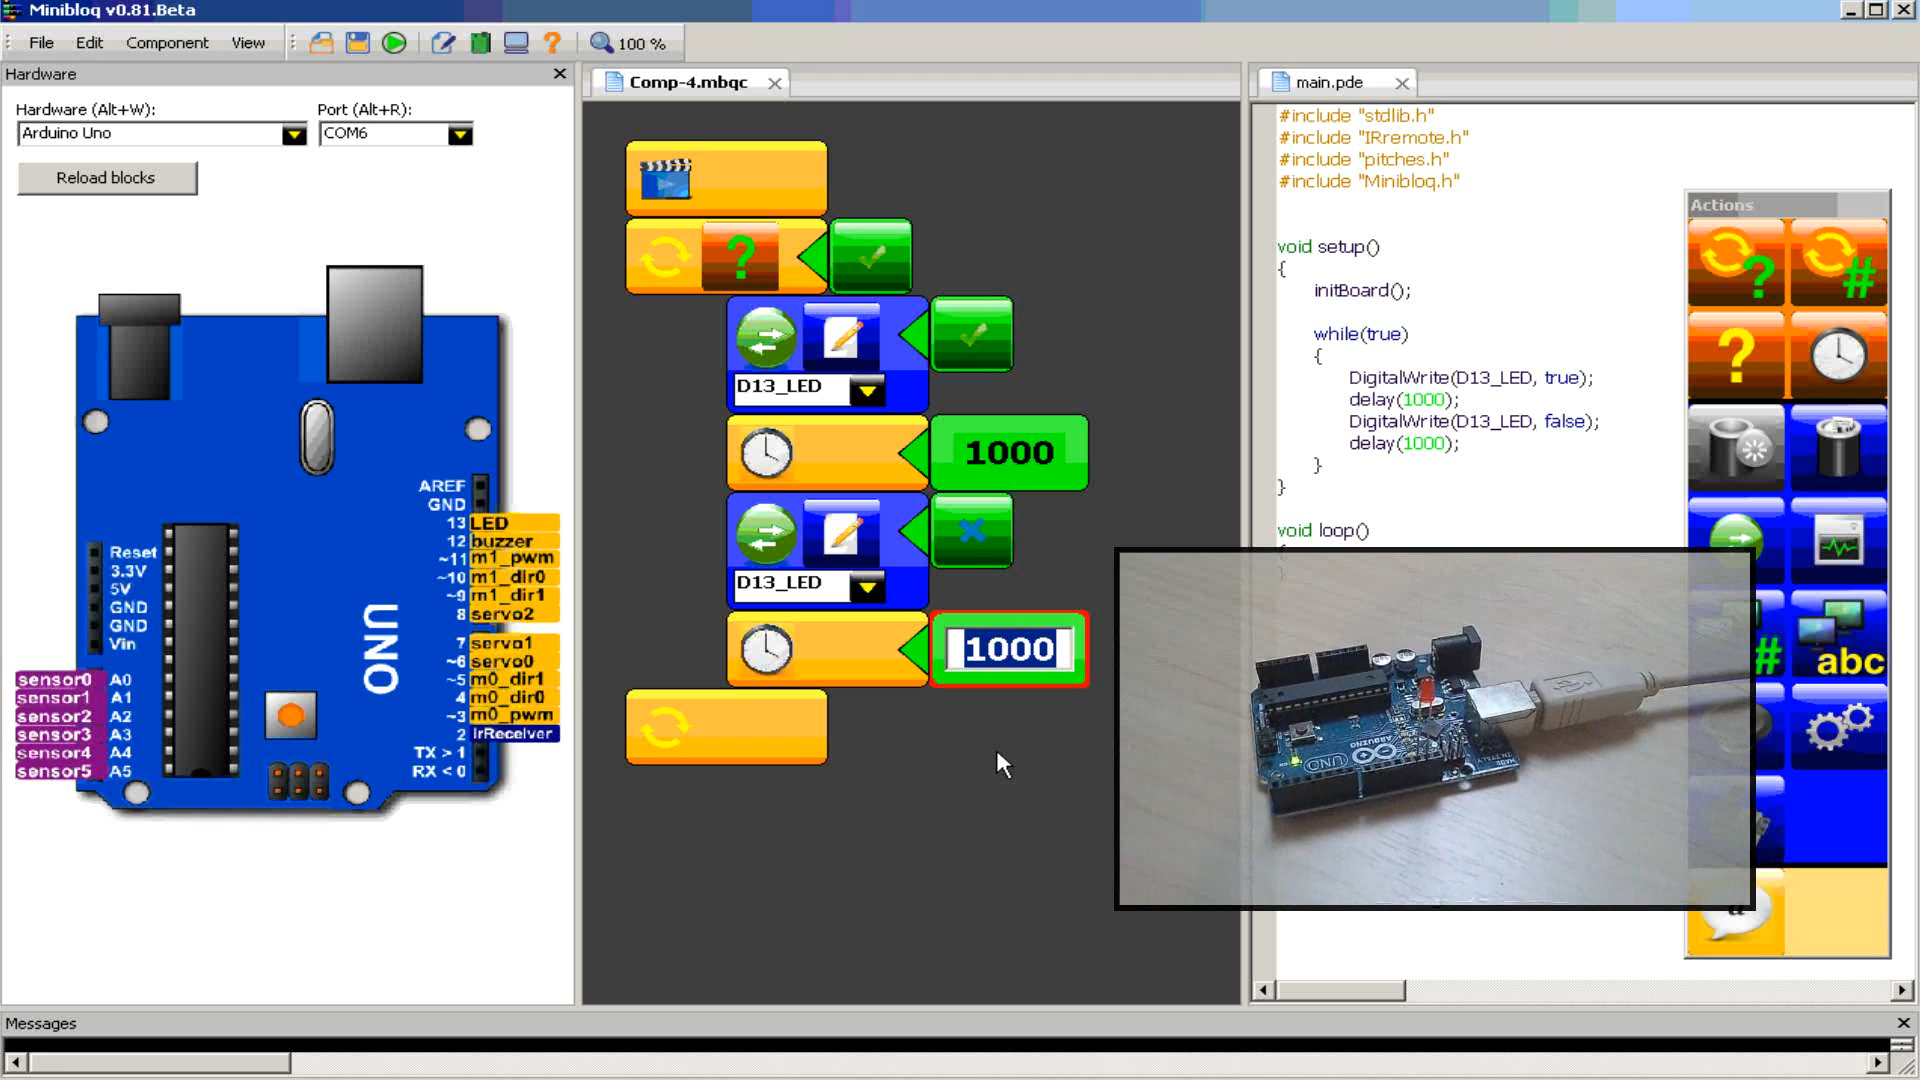 Minibloq v0.81.Beta
File Edit Component View 100 %
Hardware
Hardware (Alt+W): Port (Alt+R):
Arduino Uno COM6
Reload blocks
AREF
GND
13 LED
12 buzzer
~11 m1_pwm
~10 m1_dir0
~9 m1_dir1
8 servo2
7 servo1
~6 servo0
~5 m0_dir1
4 m0_dir0
~3 m0_pwm
2 IrReceiver
TX > 1
RX < 0
Reset
3.3V
5V
GND
GND
Vin
sensor0 A0
sensor1 A1
sensor2 A2
sensor3 A3
sensor4 A4
sensor5 A5
UNO
Comp-4.mbqc
?
D13_LED
1000
D13_LED
1000
main.pde
#include "stdlib.h"
#include "IRremote.h"
#include "pitches.h"
#include "Minibloq.h"
void setup()
{
initBoard();
while(true)
{
DigitalWrite(D13_LED, true);
delay(1000);
DigitalWrite(D13_LED, false);
delay(1000);
}
}
void loop()
Actions
? #
?
# abc
ARDUINO
UNO
Messages